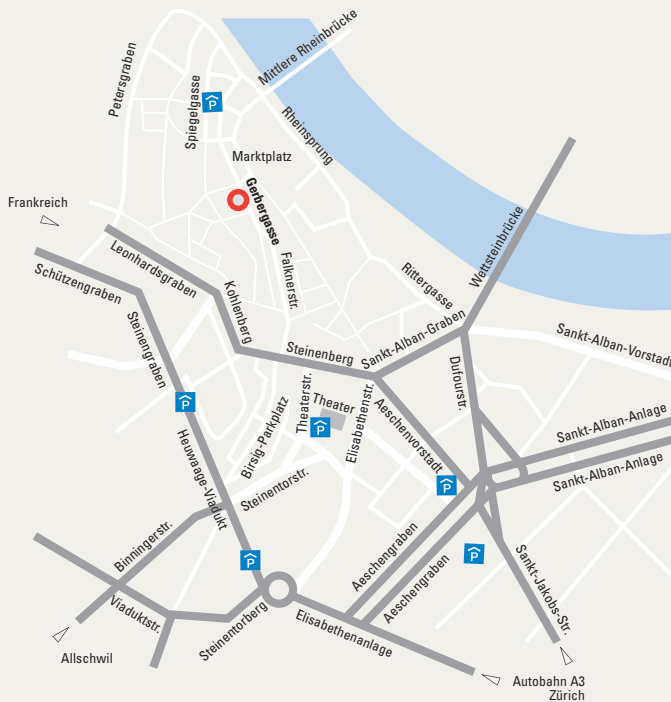 Petersgraben
Spiegelgasse
P
Mittlere Rheinbrücke
Rheinsprung
Marktplatz
Gerbergasse
Frankreich
Leonhardsgraben
Schützengraben
Falknerstr.
Wettsteinbrücke
Rittergasse
Kohlenberg
Steinengraben
Steinenberg
Sankt-Alban-Graben
Sankt-Alban-Vorstadt
Dufourstr.
P
Birsig-Parkplatz
Theaterstr.
Theater
P
Elisabethenstr.
Aeschenvorstadt
Sankt-Alban-Anlage
Sankt-Alban-Anlage
Heuwaage-Viadukt
Steinentorstr.
P
Binningerstr.
P
Aeschengraben
Aeschengraben
P
Sankt-Jakobs-Str.
Viaduktstr.
Steinentorberg
Elisabethenanlage
Allschwil
Autobahn A3
Zürich